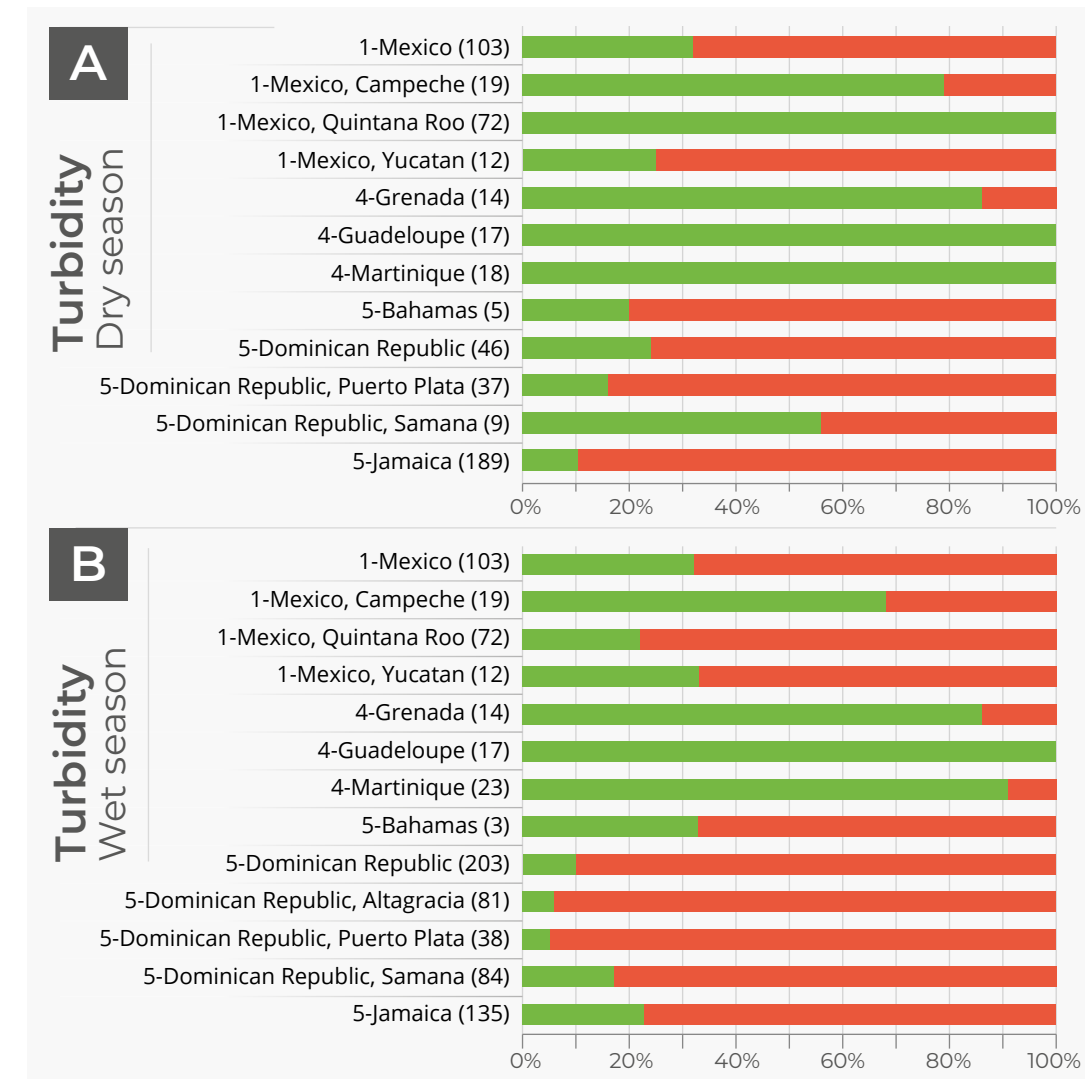 A
Turbidity
Dry season
1-Mexico (103)
1-Mexico, Campeche (19)
1-Mexico, Quintana Roo (72)
1-Mexico, Yucatan (12)
4-Grenada (14)
4-Guadeloupe (17)
4-Martinique (18)
5-Bahamas (5)
5-Dominican Republic (46)
5-Dominican Republic, Puerto Plata (37)
5-Dominican Republic, Samana (9)
5-Jamaica (189)
0% 20% 40% 60% 80% 100%
B
Turbidity
Wet season
1-Mexico (103)
1-Mexico, Campeche (19)
1-Mexico, Quintana Roo (72)
1-Mexico, Yucatan (12)
4-Grenada (14)
4-Guadeloupe (17)
4-Martinique (23)
5-Bahamas (3)
5-Dominican Republic (203)
5-Dominican Republic, Altagracia (81)
5-Dominican Republic, Puerto Plata (38)
5-Dominican Republic, Samana (84)
5-Jamaica (135)
0% 20% 40% 60% 80% 100%